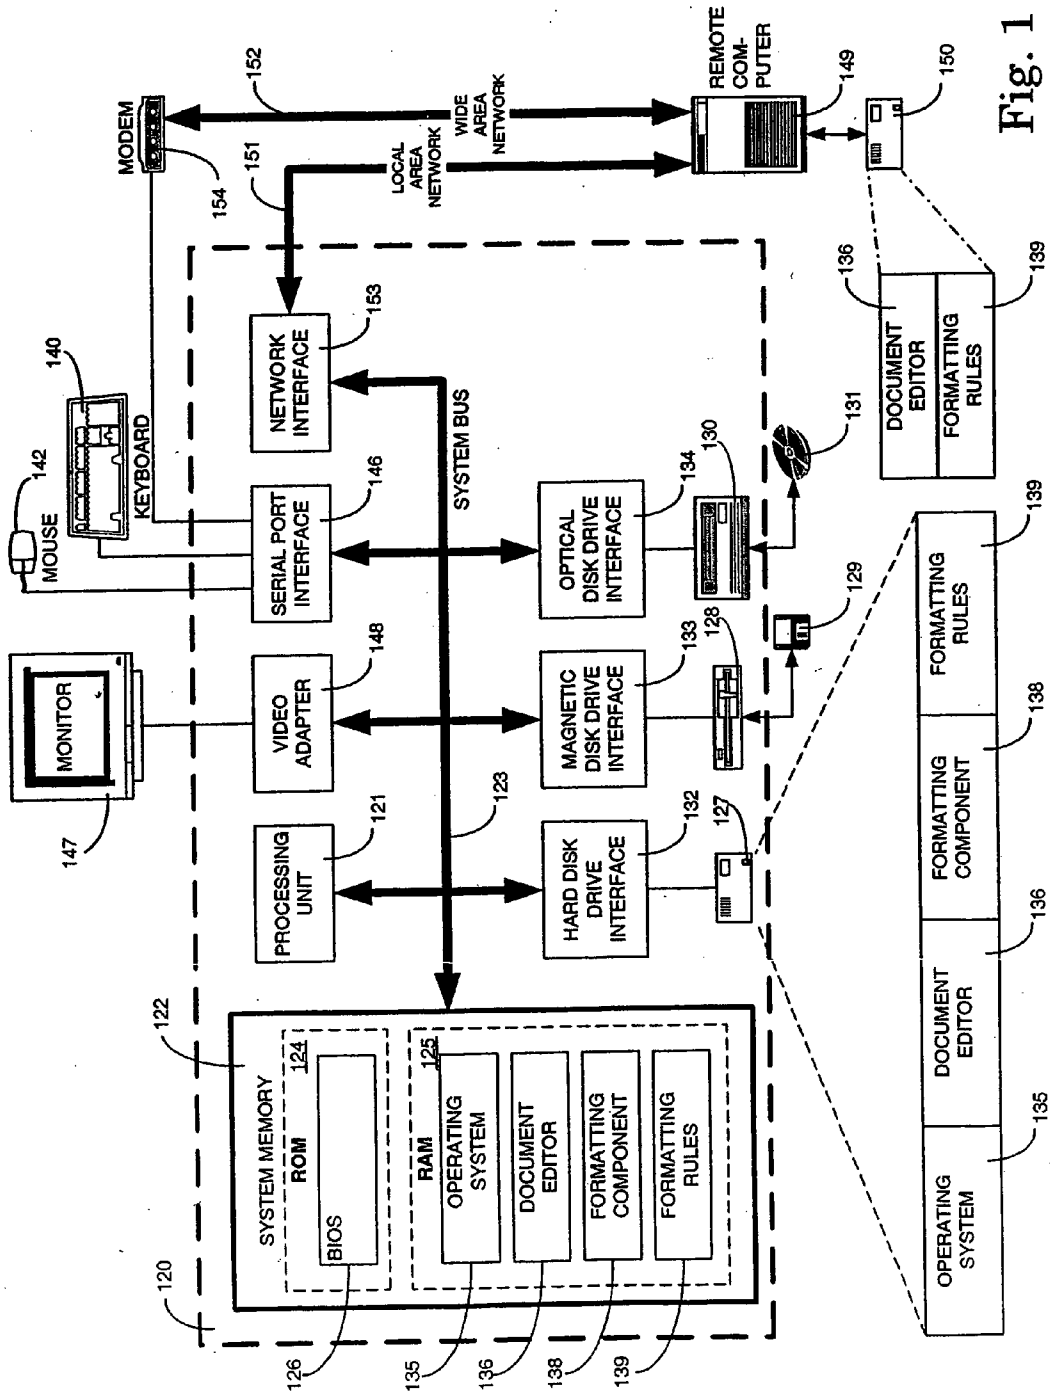 120
SYSTEM MEMORY
122
ROM
124
BIOS
126
RAM
125
OPERATING
SYSTEM
135
DOCUMENT
EDITOR
136
FORMATTING
COMPONENT
138
FORMATTING
RULES
139
MONITOR
147
MOUSE
142
KEYBOARD
140
MODEM
154
PROCESSING
UNIT
121
VIDEO
ADAPTER
148
SERIAL PORT
INTERFACE
146
NETWORK
INTERFACE
153
151
152
123
SYSTEM BUS
LOCAL
AREA
NETWORK
WIDE
AREA
NETWORK
HARD DISK
DRIVE
INTERFACE
132
MAGNETIC
DISK DRIVE
INTERFACE
133
OPTICAL
DISK DRIVE
INTERFACE
134
127
128
130
129
131
REMOTE
COM-
PUTER
149
150
DOCUMENT
EDITOR
136
FORMATTING
RULES
139
OPERATING
SYSTEM
135
DOCUMENT
EDITOR
136
FORMATTING
COMPONENT
138
FORMATTING
RULES
139
Fig. 1